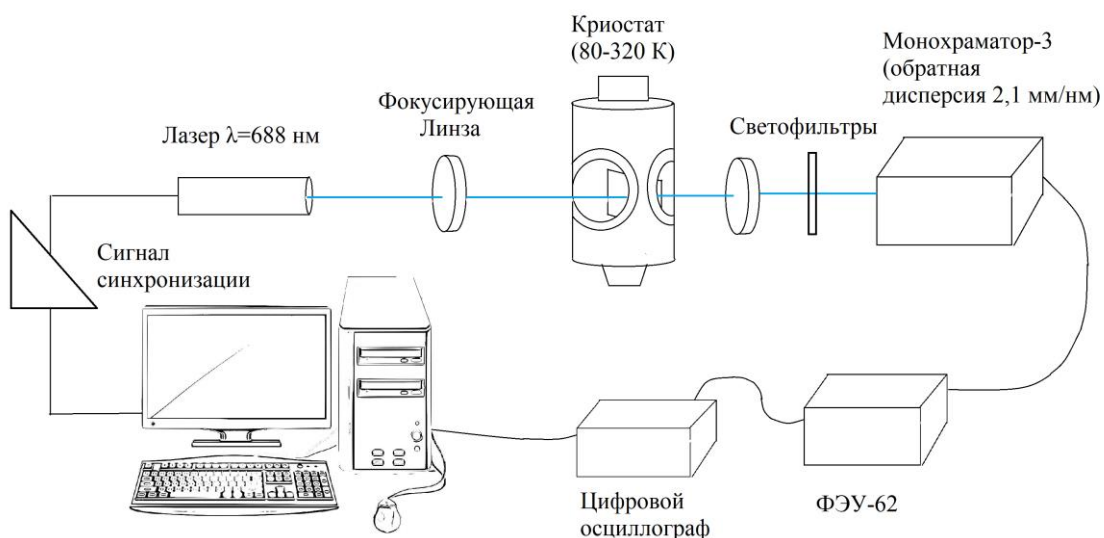 Криостат
(80-320 К)
Монохраматор-3
(обратная
дисперсия 2,1 мм/нм)
Фокусирующая
Линза
Светофильтры
Лазер λ=688 нм
Сигнал
синхронизации
Цифровой
осциллограф
ФЭУ-62